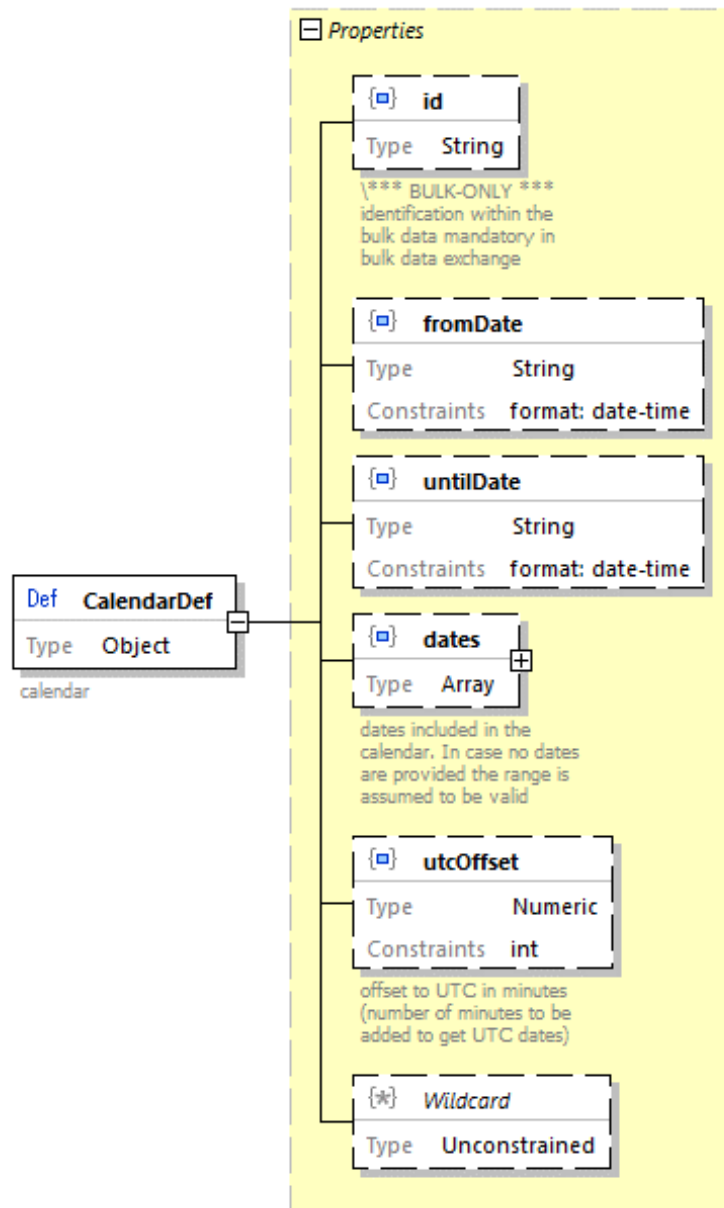 Properties
id
Type String
\*** BULK-ONLY ***
identification within the
bulk data mandatory in
bulk data exchange
fromDate
Type String
Constraints format: date-time
untilDate
Type String
Constraints format: date-time
Def CalendarDef
Type Object
calendar
dates
Type Array
dates included in the
calendar. In case no dates
are provided the range is
assumed to be valid
utcOffset
Type Numeric
Constraints int
offset to UTC in minutes
(number of minutes to be
added to get UTC dates)
{*} Wildcard
Type Unconstrained